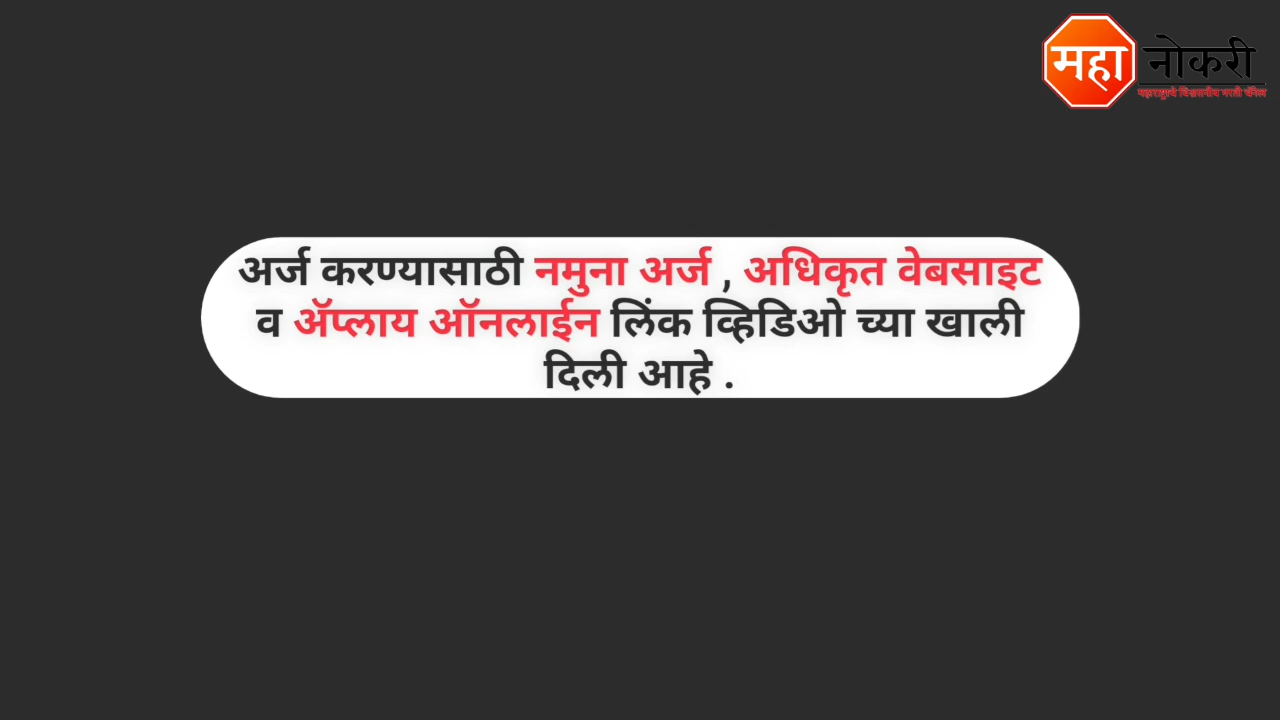 महा नोकरी
अर्ज करण्यासाठी नमुना अर्ज , अधिकृत वेबसाइट
व ॲप्लाय ऑनलाईन लिंक व्हिडिओ च्या खाली
दिली आहे .